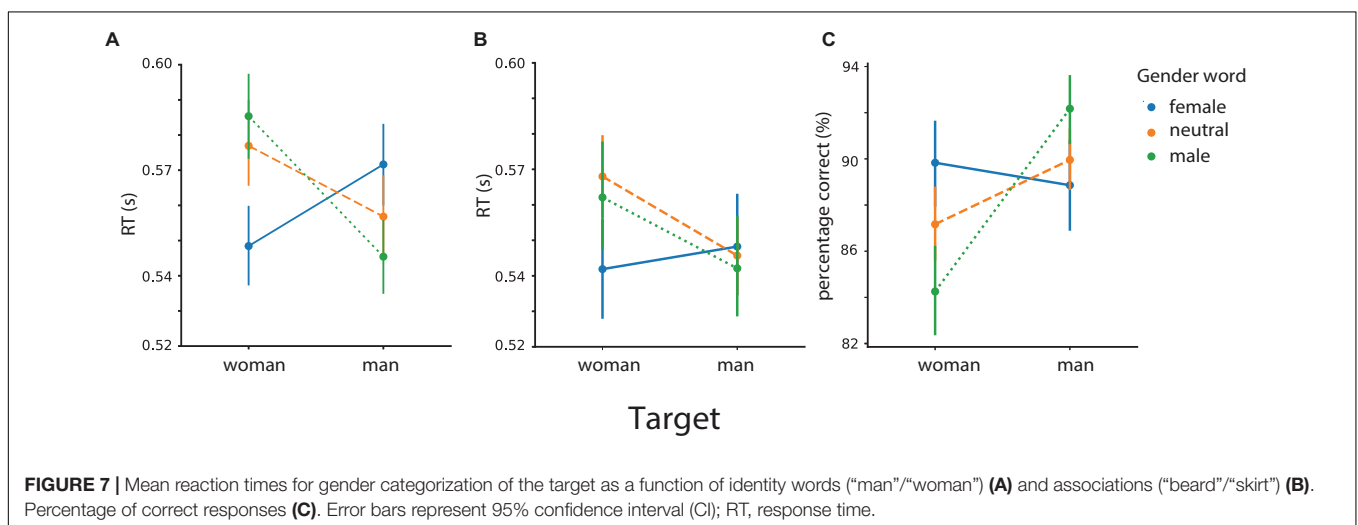 A
B
C
0.60
0.57
0.54
0.52
RT (s)
woman
man
0.60
0.57
0.54
0.52
RT (s)
woman
man
94
90
86
82
percentage correct (%)
woman
man
Gender word
female
neutral
male
Target
FIGURE 7 | Mean reaction times for gender categorization of the target as a function of identity words (“man”/“woman”) (A) and associations (“beard”/“skirt”) (B).
Percentage of correct responses (C). Error bars represent 95% confidence interval (CI); RT, response time.